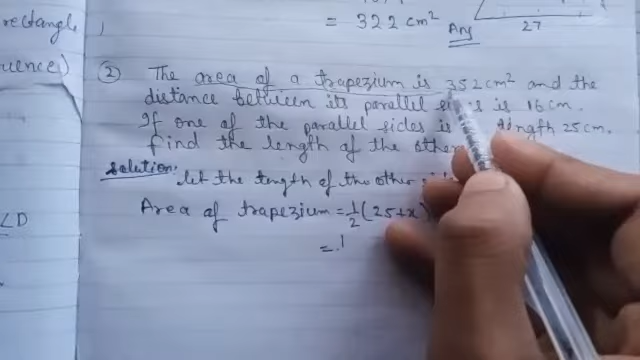 rectangle
= 322 cm²
Ans
27
uence)
② The area of a trapezium is 352 cm² and the
distance between its parallel is 16 cm.
If one of the parallel sides is 25 cm.
Find the length of the other
Solution: let the length of the other
Area of trapezium = 1/2 (25+x)
LD
=